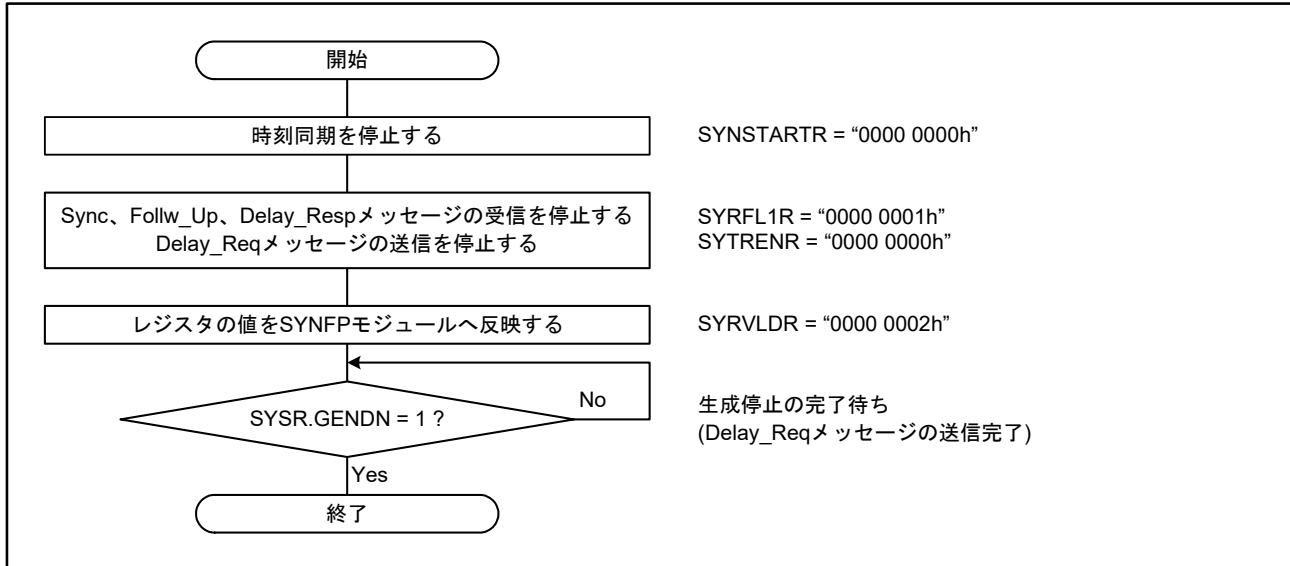 開始
時刻同期を停止する
SYNSTARTR = “0000 0000h”
Sync、Follw_Up、Delay_Respメッセージの受信を停止する
Delay_Reqメッセージの送信を停止する
SYRFL1R = “0000 0001h”
SYTRENR = “0000 0000h”
レジスタの値をSYNFPモジュールへ反映する
SYRVLDR = “0000 0002h”
SYSR.GENDN = 1 ?
No
生成停止の完了待ち
(Delay_Reqメッセージの送信完了)
Yes
終了